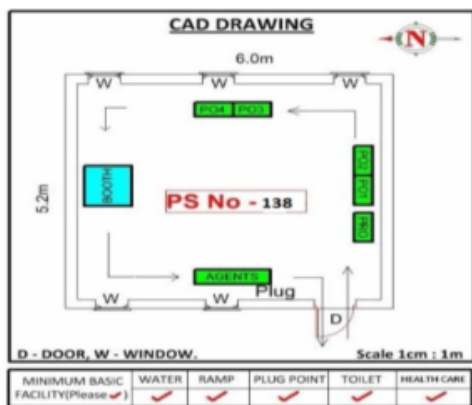 CAD DRAWING
N
6.0m
W W W
PO4 PO3
5.2m
BOOTH
PO2
PO1
PRO
PS No - 138
AGENTS
Plug
W W
D
D - DOOR, W - WINDOW. Scale 1cm : 1m
MINIMUM BASIC FACILITY(Please ✓) WATER RAMP PLUG POINT TOILET HEALTH CARE
✓ ✓ ✓ ✓ ✓